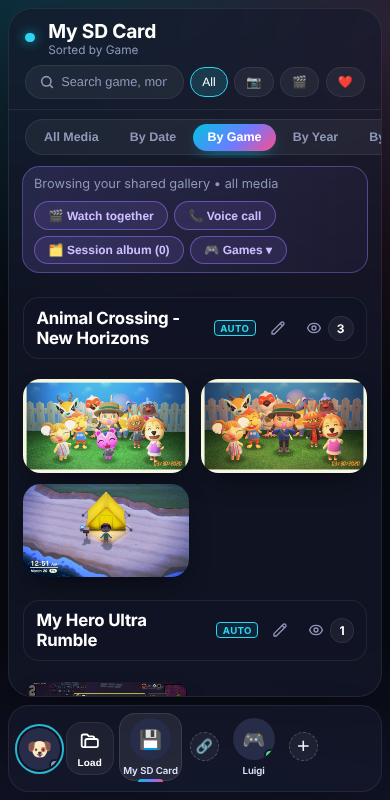 My SD Card
Sorted by Game
Search game, mor
All
All Media
By Date
By Game
By Year
Browsing your shared gallery • all media
Watch together
Voice call
Session album (0)
Games ▾
Animal Crossing -
New Horizons
AUTO
3
12:51
My Hero Ultra
Rumble
AUTO
1
Load
My SD Card
Luigi
+